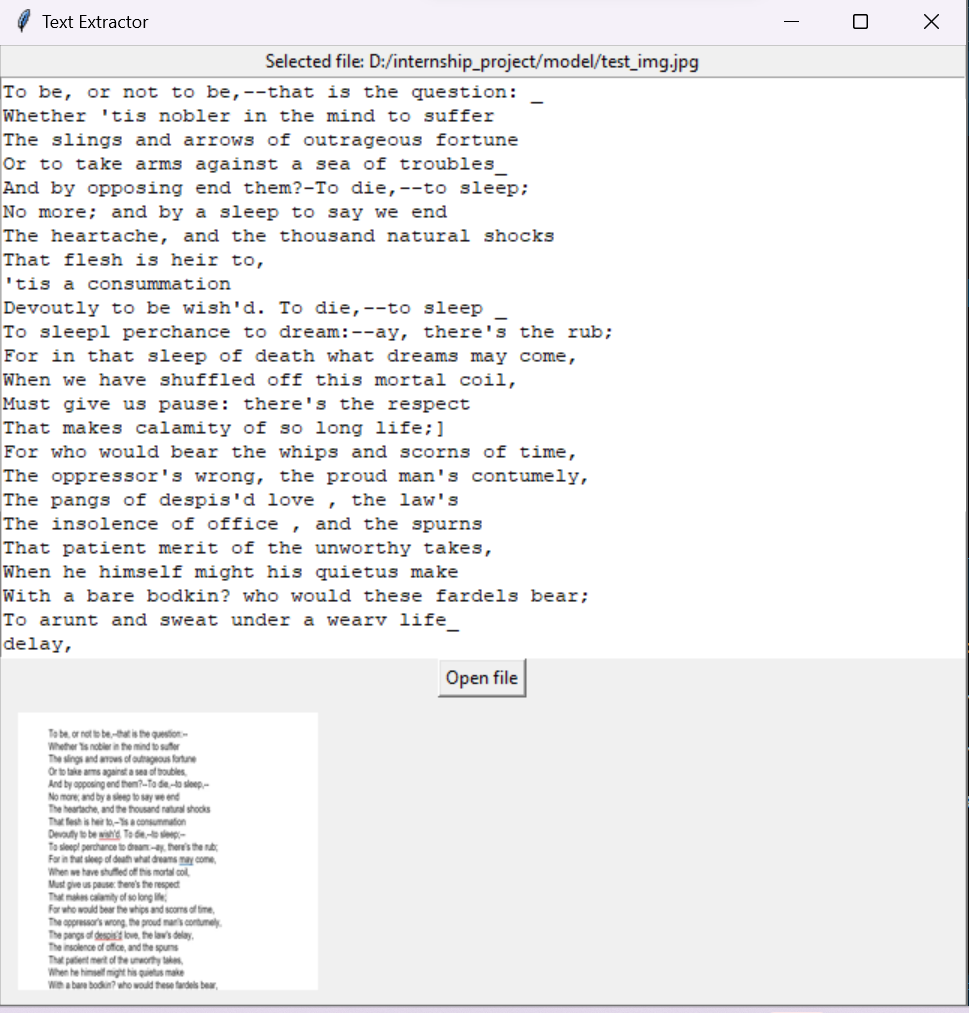 Text Extractor
Selected file: D:/internship_project/model/test_img.jpg
To be, or not to be,--that is the question: _
Whether 'tis nobler in the mind to suffer
The slings and arrows of outrageous fortune
Or to take arms against a sea of troubles_
And by opposing end them?-To die,--to sleep;
No more; and by a sleep to say we end
The heartache, and the thousand natural shocks
That flesh is heir to,
'tis a consummation
Devoutly to be wish'd. To die,--to sleep _
To sleepl perchance to dream:--ay, there's the rub;
For in that sleep of death what dreams may come,
When we have shuffled off this mortal coil,
Must give us pause: there's the respect
That makes calamity of so long life;]
For who would bear the whips and scorns of time,
The oppressor's wrong, the proud man's contumely,
The pangs of despis'd love , the law's
The insolence of office , and the spurns
That patient merit of the unworthy takes,
When he himself might his quietus make
With a bare bodkin? who would these fardels bear;
To arunt and sweat under a wearv life_
delay,
Open file
To be, or not to be,--that is the question:--
Whether 'tis nobler in the mind to suffer
The slings and arrows of outrageous fortune
Or to take arms against a sea of troubles,
And by opposing end them?--To die,--to sleep,--
No more; and by a sleep to say we end
The heartache, and the thousand natural shocks
That flesh is heir to,--'tis a consummation
Devoutly to be wish'd. To die,--to sleep;--
To sleep! perchance to dream:--ay, there's the rub;
For in that sleep of death what dreams may come,
When we have shuffled off this mortal coil,
Must give us pause: there's the respect
That makes calamity of so long life;
For who would bear the whips and scorns of time,
The oppressor's wrong, the proud man's contumely,
The pangs of despis'd love, the law's delay,
The insolence of office, and the spurns
That patient merit of the unworthy takes,
When he himself might his quietus make
With a bare bodkin? who would these fardels bear,